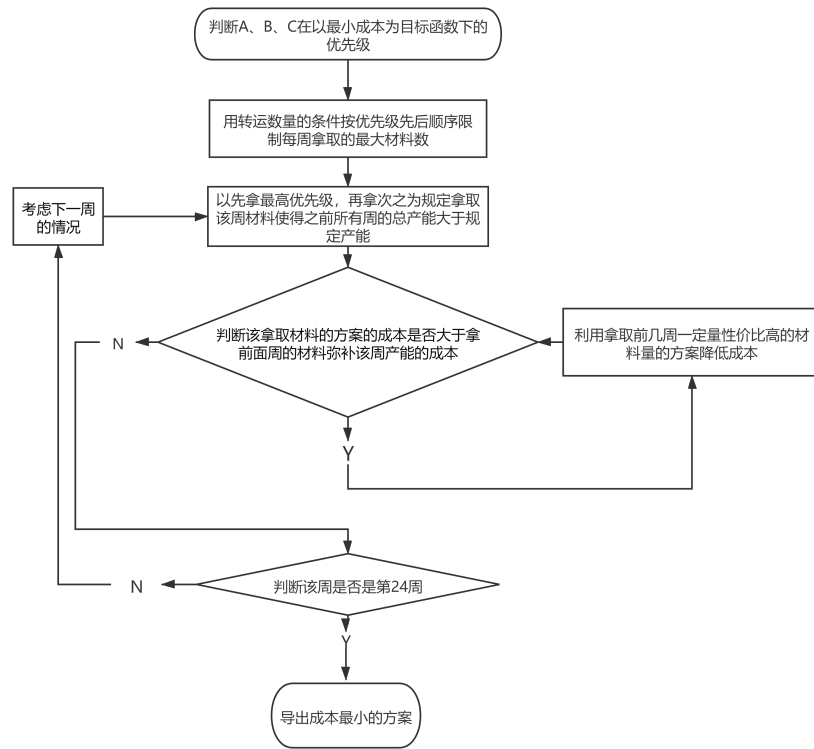 判断A、B、C在以最小成本为目标函数下的
优先级
用转运数量的条件按优先级先后顺序限
制每周拿取的最大材料数
考虑下一周
的情况
以先拿最高优先级，再拿次之为规定拿取
该周材料使得之前所有周的总产能大于规
定产能
N
判断该拿取材料的方案的成本是否大于拿
前面周的材料弥补该周产能的成本
利用拿取前几周一定量性价比高的材
料量的方案降低成本
Y
N
判断该周是否是第24周
Y
导出成本最小的方案